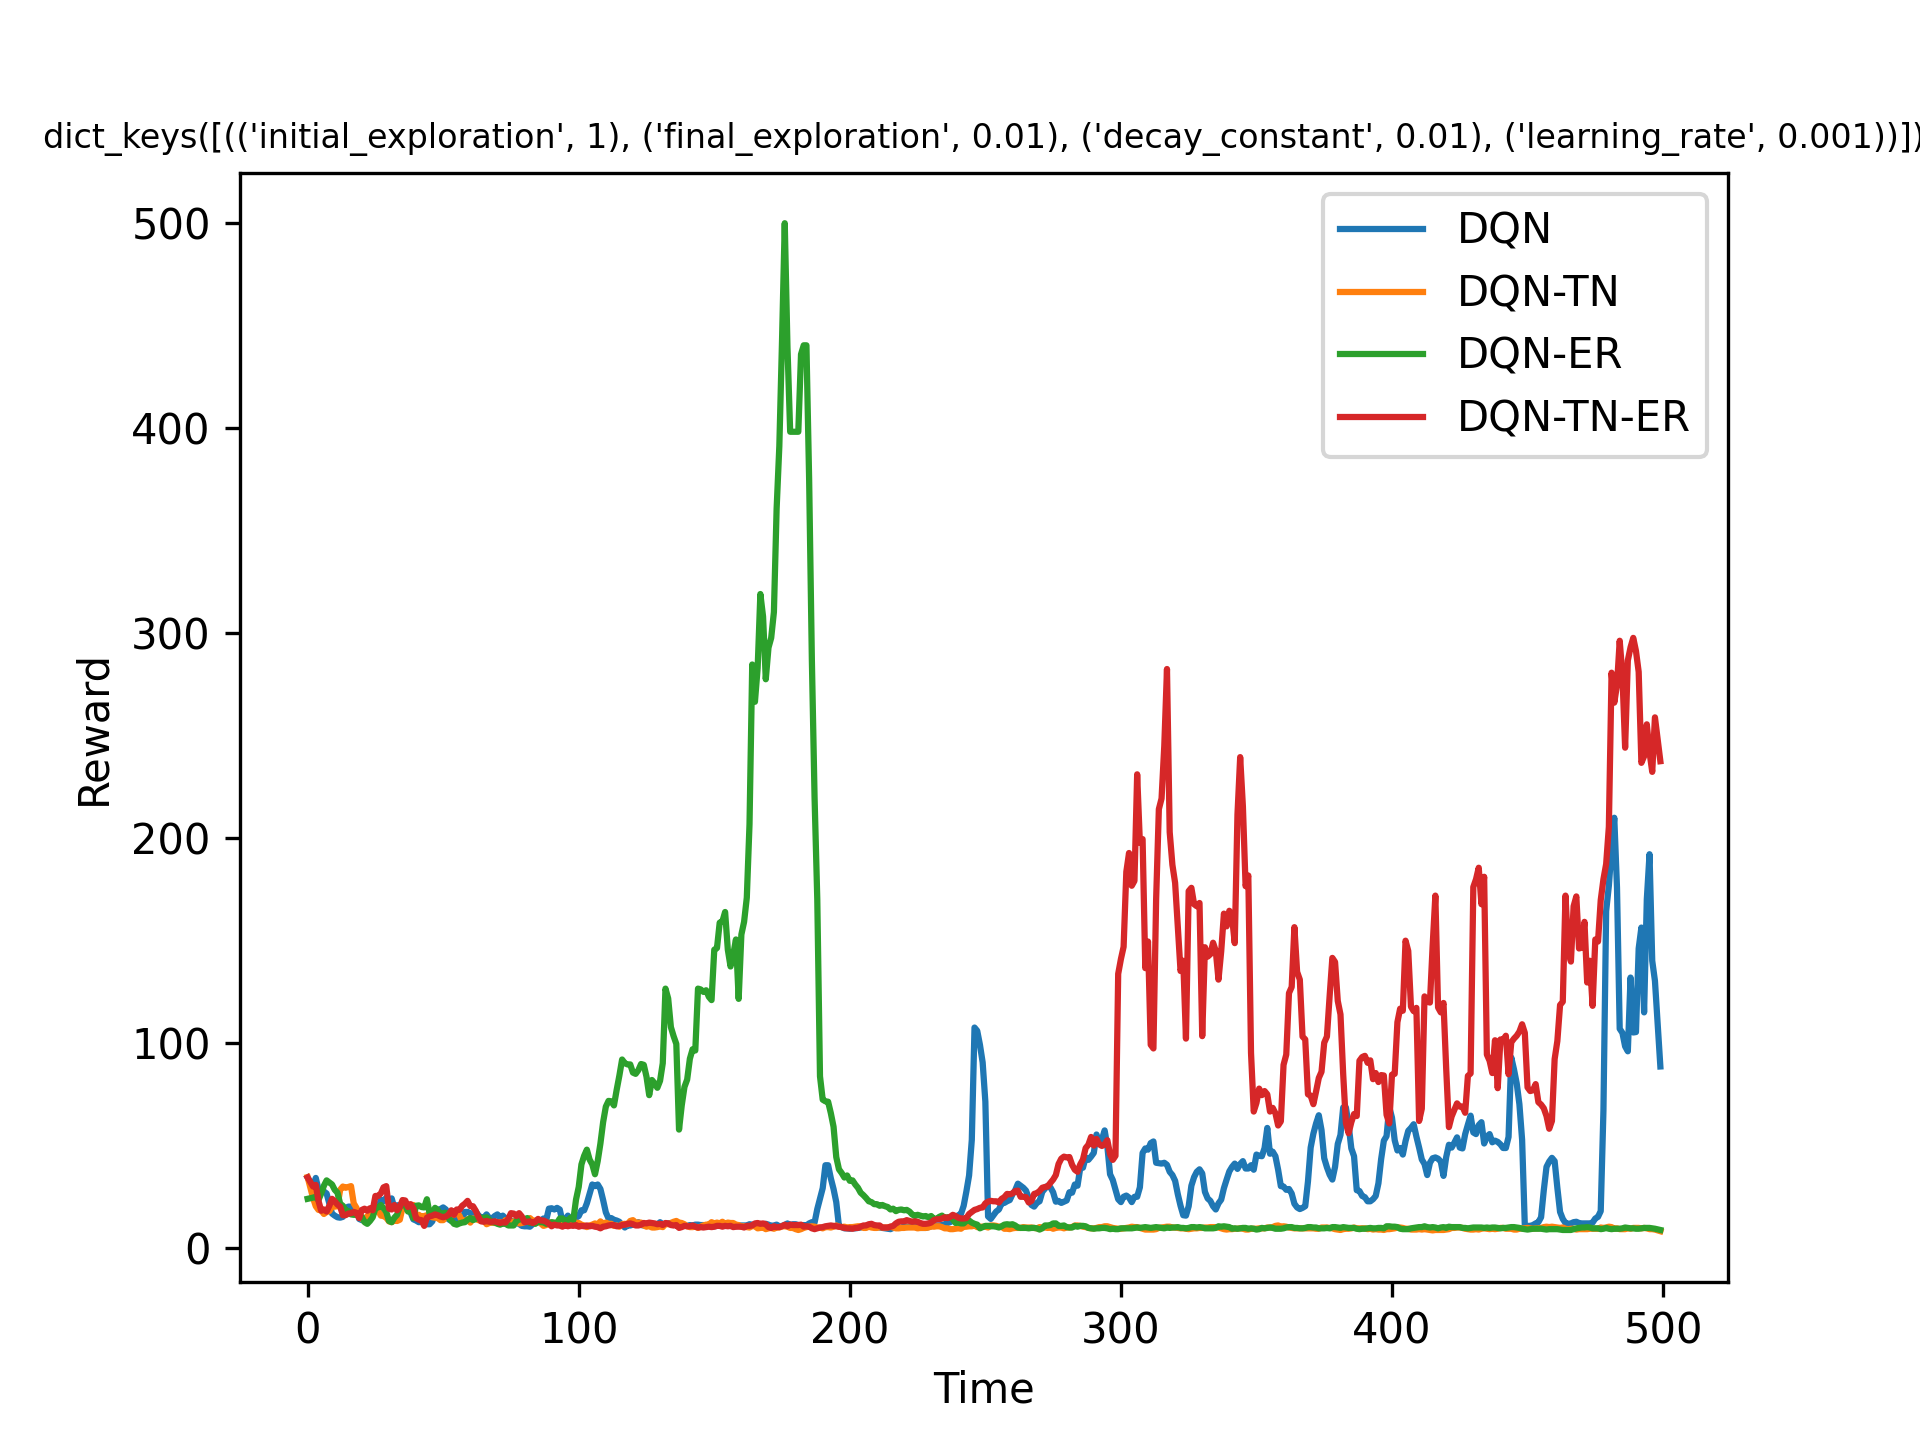 dict_keys([(('initial_exploration', 1), ('final_exploration', 0.01), ('decay_constant', 0.01), ('learning_rate', 0.001))])
DQN
DQN-TN
DQN-ER
DQN-TN-ER
500
400
300
200
100
0
Reward
0 100 200 300 400 500
Time